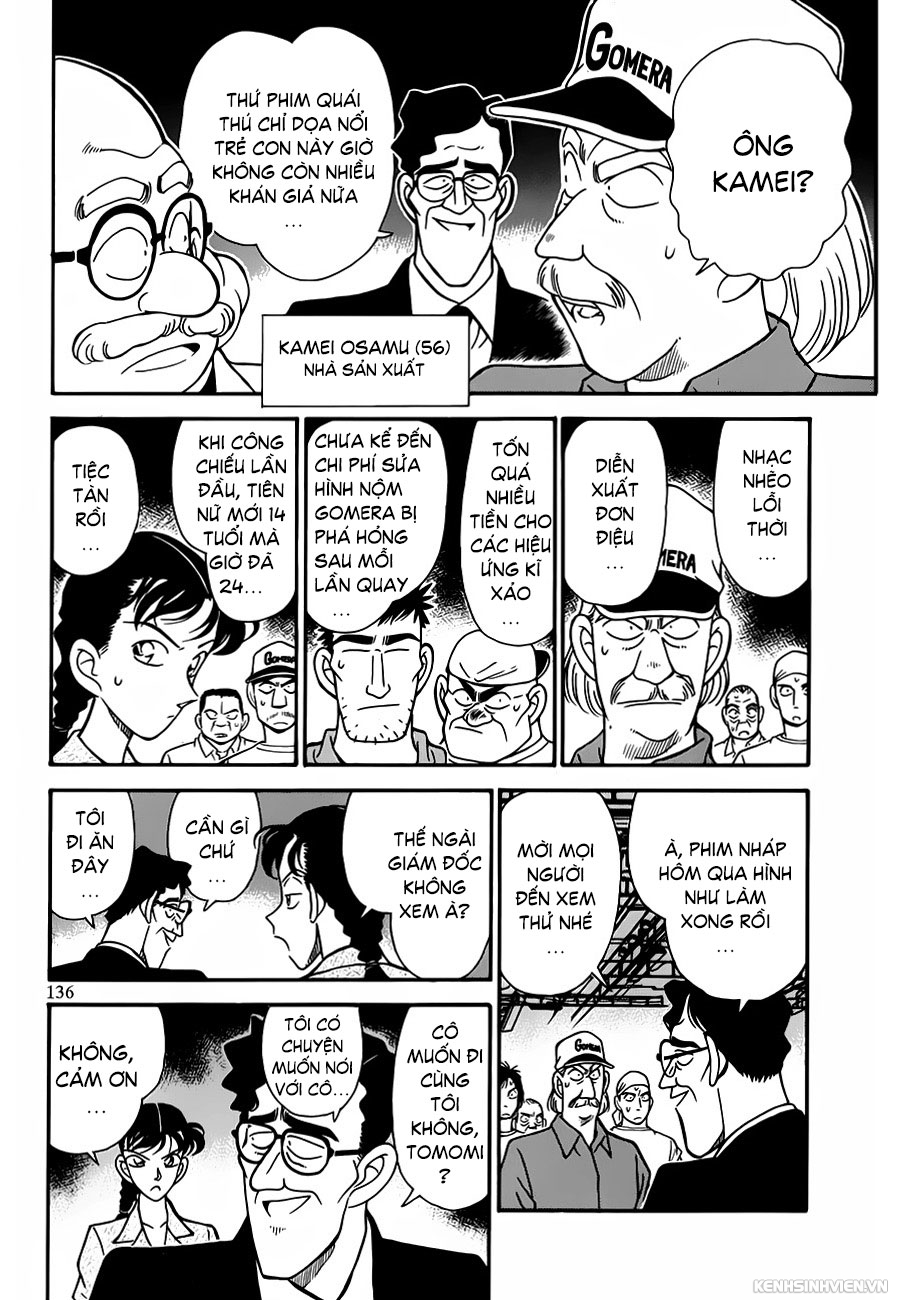 GOMERA
ÔNG
KAMEI?
THỨ PHIM QUÁI
THÚ CHỈ DỌA NỔI
TRẺ CON NÀY GIỜ
KHÔNG CÒN NHIỀU
KHÁN GIẢ NỮA
...
KAMEI OSAMU (56)
NHÀ SẢN XUẤT
NHẠC
NHẼO
LỖI
THỜI
...
DIỄN
XUẤT
ĐƠN
ĐIỆU
...
GOMERA
TỐN
QUÁ
NHIỀU
TIỀN CHO
CÁC HIỆU
ỨNG KĨ
XẢO
CHƯA KỂ ĐẾN
CHI PHÍ SỬA
HÌNH NỘM
GOMERA BỊ
PHÁ HỎNG
SAU MỖI
LẦN QUAY
...
KHI CÔNG
CHIẾU LẦN
ĐẦU, TIÊN
NỮ MỚI 14
TUỔI MÀ
GIỜ ĐÃ
24...
TIỆC
TÀN
RỒI
...
GOMERA
À, PHIM NHÁP
HÔM QUA HÌNH
NHƯ LÀM
XONG RỒI
...
MỜI MỌI
NGƯỜI
ĐẾN XEM
THỬ NHÉ
...
GOMERA
THẾ NGÀI
GIÁM ĐỐC
KHÔNG
XEM À?
CẦN GÌ
CHỨ
...
TÔI
ĐI ĂN
ĐÂY
...
136
CÔ
MUỐN ĐI
CÙNG
TÔI
KHÔNG,
TOMOMI
?
TÔI CÓ
CHUYỆN
MUỐN NÓI
VỚI CÔ...
KHÔNG,
CẢM ƠN
...
KENHSINHVIEN.VN